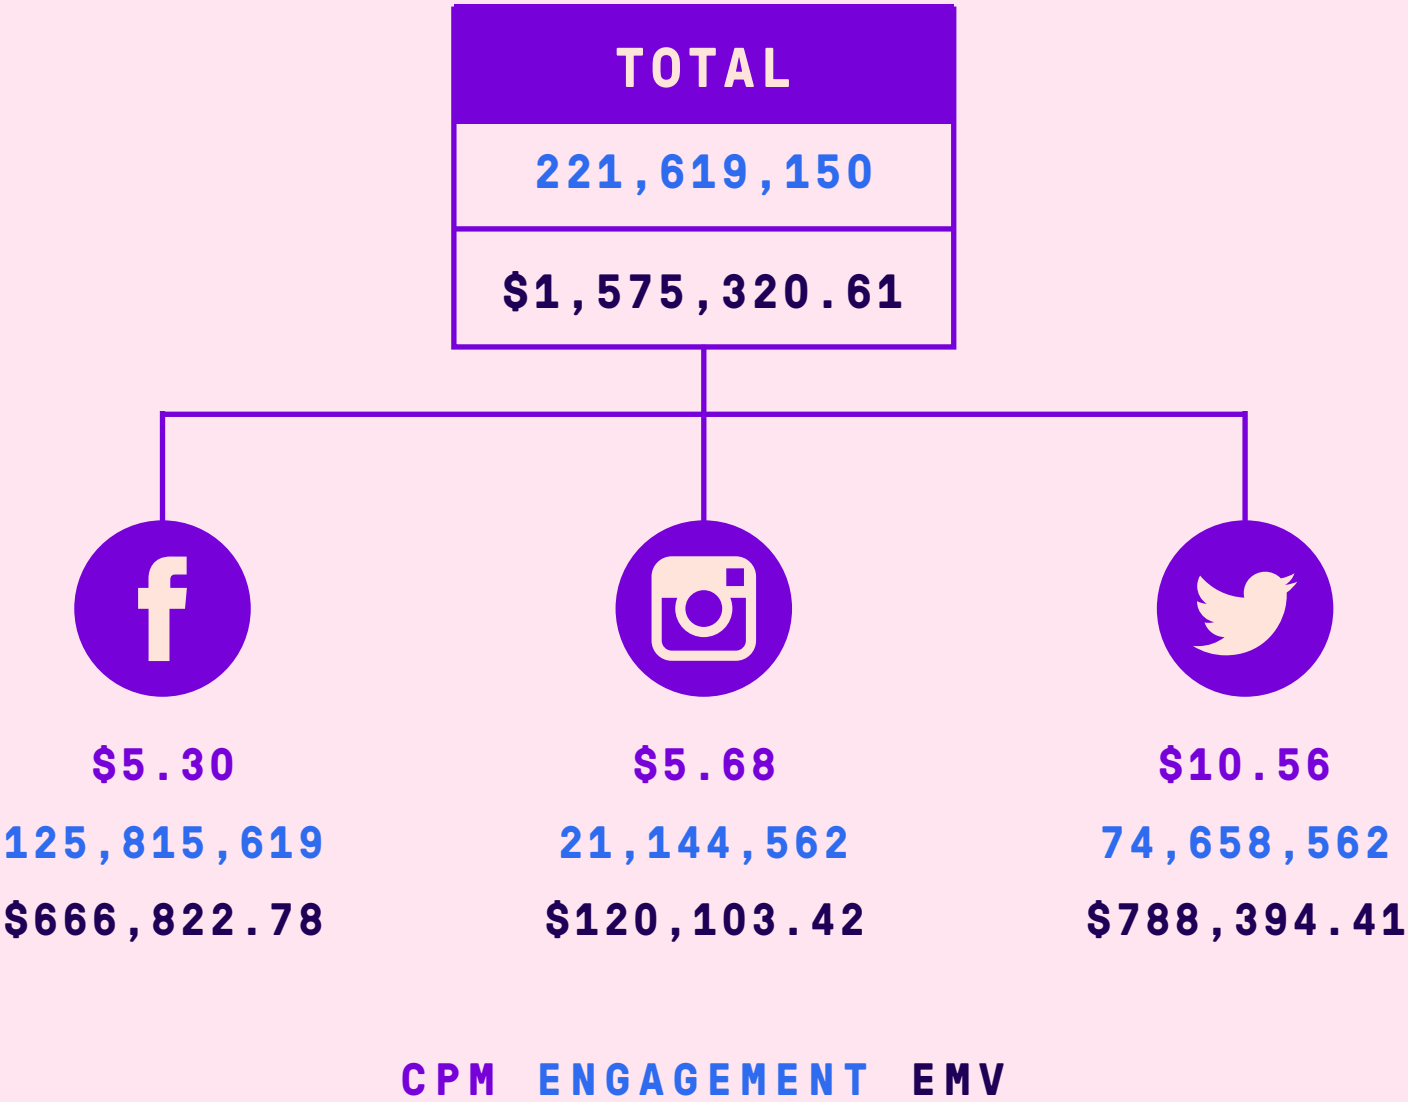 TOTAL
221,619,150
$1,575,320.61
$5.30 $5.68 $10.56
125,815,619 21,144,562 74,658,562
$666,822.78 $120,103.42 $788,394.41
CPM ENGAGEMENT EMV